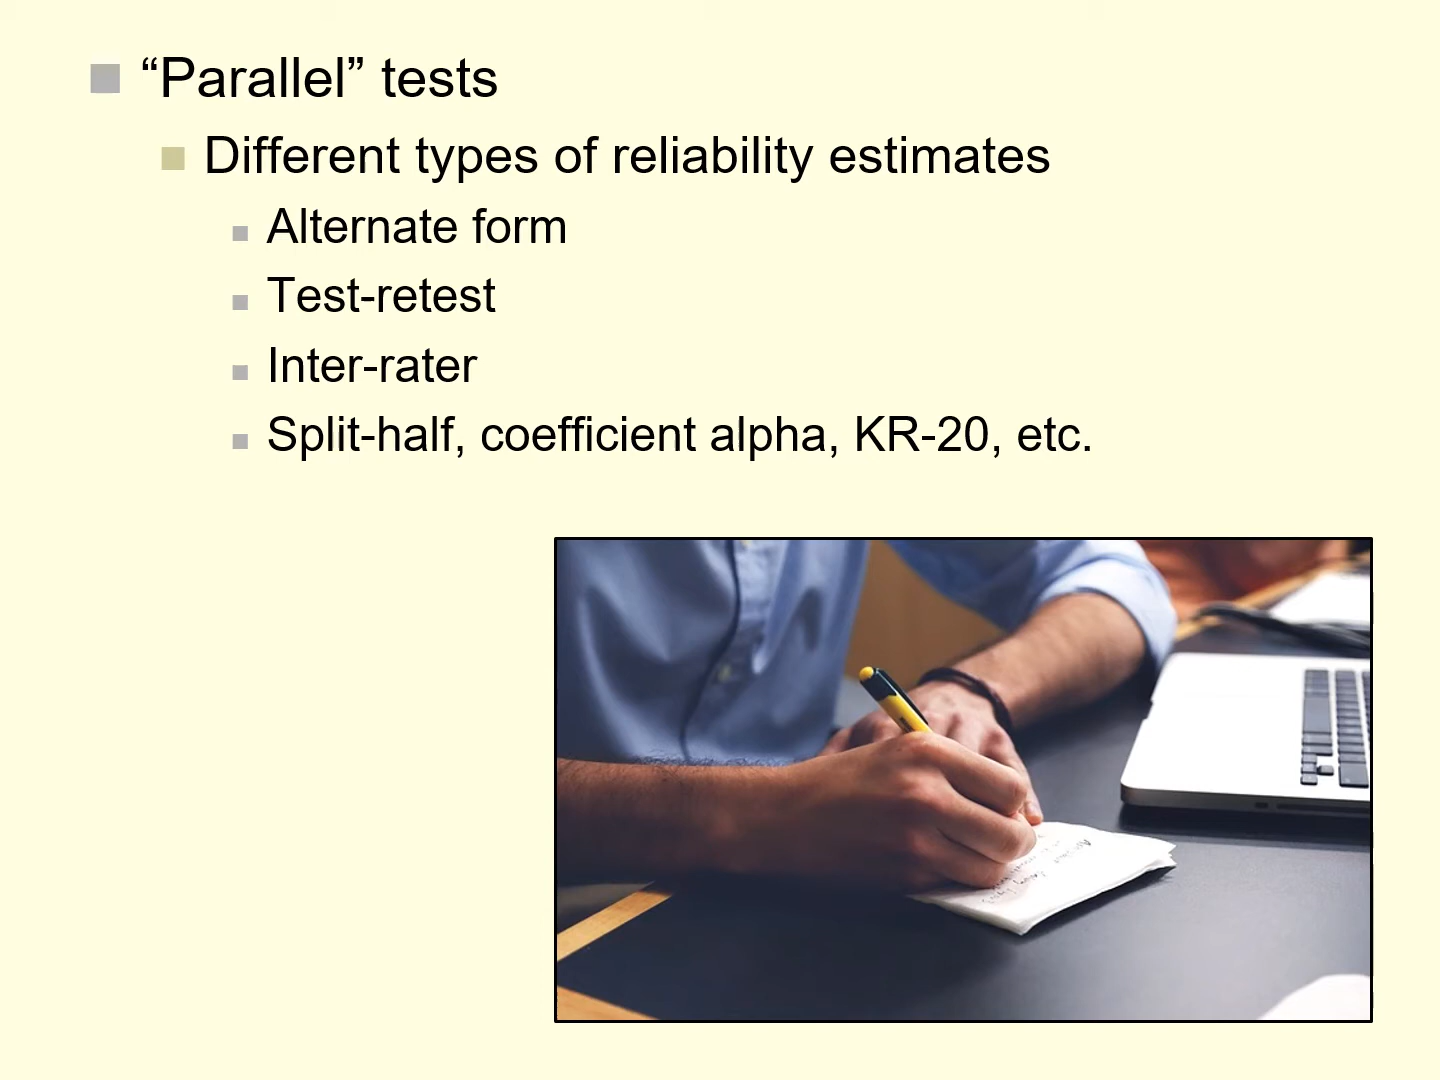 “Parallel” tests
Different types of reliability estimates
Alternate form
Test-retest
Inter-rater
Split-half, coefficient alpha, KR-20, etc.